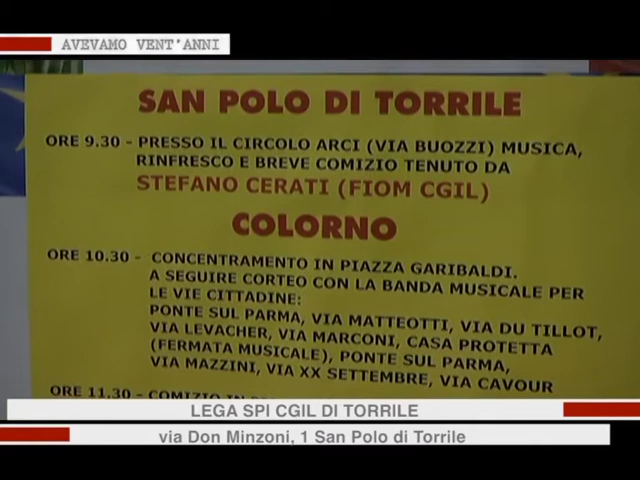 AVEVAMO VENT'ANNI
SAN POLO DI TORRILE
ORE 9.30 - PRESSO IL CIRCOLO ARCI (VIA BUOZZI) MUSICA,
RINFRESCO E BREVE COMIZIO TENUTO DA
STEFANO CERATI (FIOM CGIL)
COLORNO
ORE 10.30 - CONCENTRAMENTO IN PIAZZA GARIBALDI.
A SEGUIRE CORTEO CON LA BANDA MUSICALE PER
LE VIE CITTADINE:
PONTE SUL PARMA, VIA MATTEOTTI, VIA DU TILLOT,
VIA LEVACHER, VIA MARCONI, CASA PROTETTA
(FERMATA MUSICALE), PONTE SUL PARMA,
VIA MAZZINI, VIA XX SETTEMBRE, VIA CAVOUR
ORE 11.30 - COMIZIO IN
LEGA SPI CGIL DI TORRILE
via Don Minzoni, 1 San Polo di Torrile